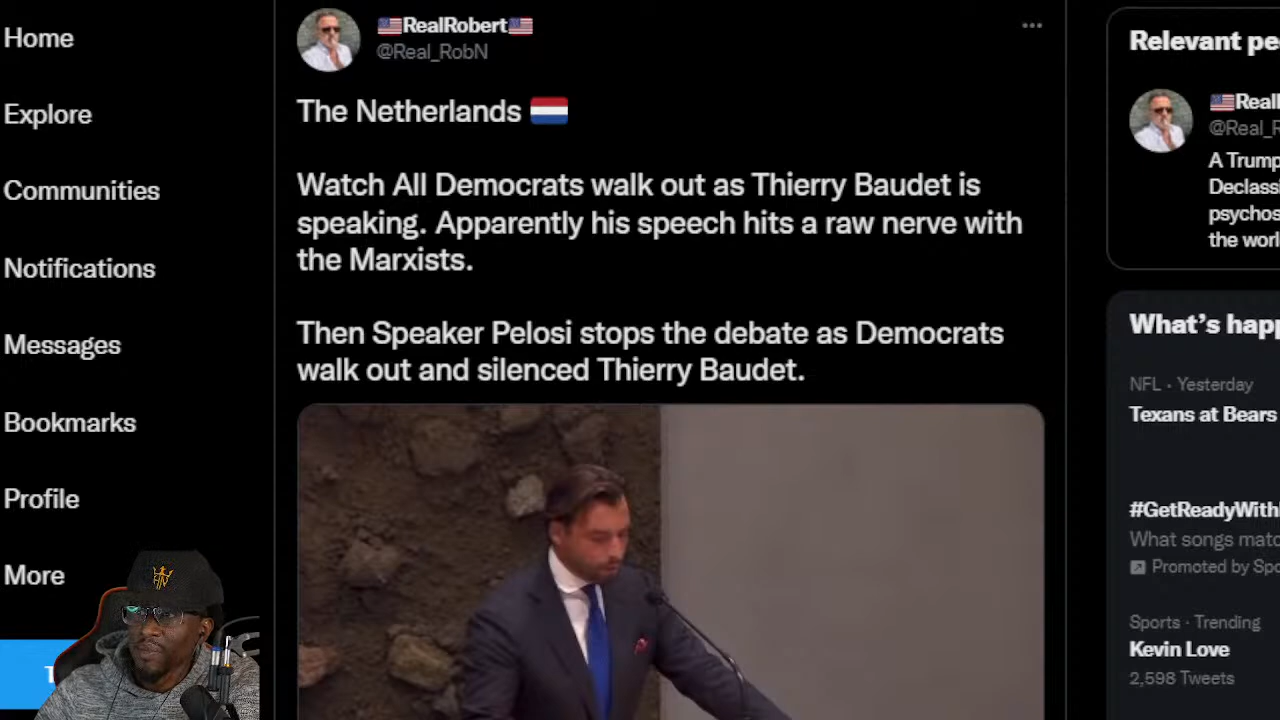 Home
Explore
Communities
Notifications
Messages
Bookmarks
Profile
More
RealRobert
@Real_RobN
The Netherlands
Watch All Democrats walk out as Thierry Baudet is
speaking. Apparently his speech hits a raw nerve with
the Marxists.
Then Speaker Pelosi stops the debate as Democrats
walk out and silenced Thierry Baudet.
Relevant pe
Real
@Real_
A Trump
Declass
psychos
the worl
What's hap
NFL · Yesterday
Texans at Bears
#GetReadyWith
What songs mat
Promoted by Spo
Sports · Trending
Kevin Love
2,598 Tweets